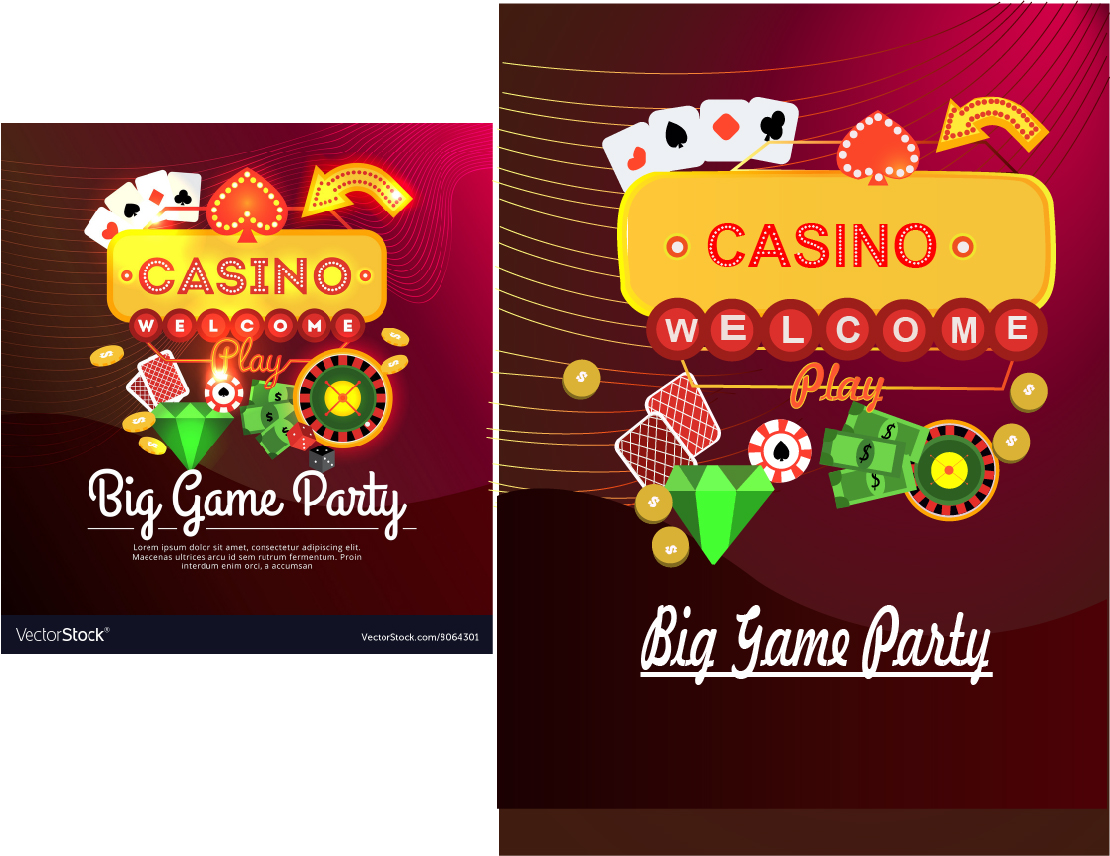 CASINO
WELCOME
Play
Big Game Party
Lorem ipsum dolor sit amet, consectetur adipiscing elit.
Maecenas ultrices arcu id sem rutrum fermentum. Proin
interdum enim orci, a accumsan
VectorStock®
VectorStock.com/9064301
CASINO
WELCOME
Play
Big Game Party